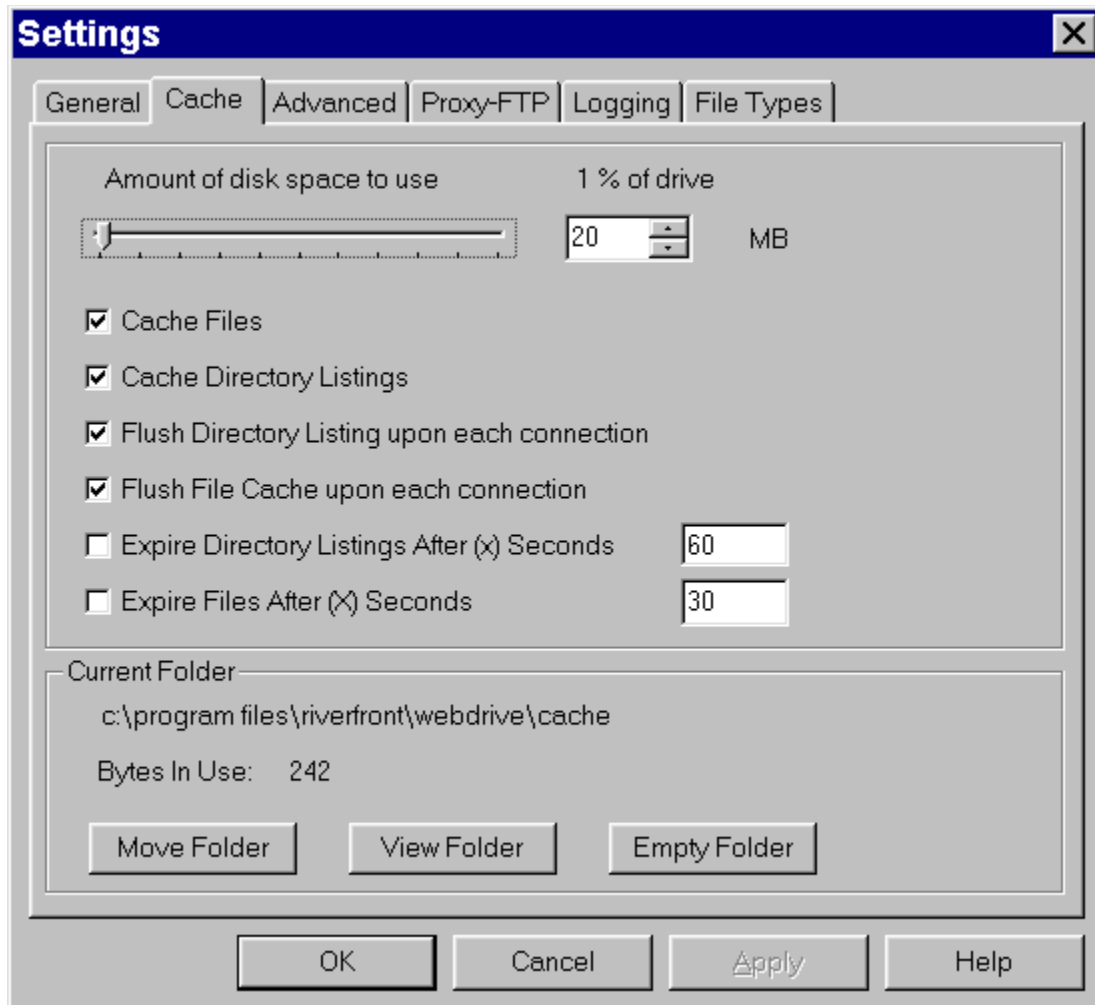 Settings
General Cache Advanced Proxy-FTP Logging File Types
Amount of disk space to use 1 % of drive
20 MB
Cache Files
Cache Directory Listings
Flush Directory Listing upon each connection
Flush File Cache upon each connection
Expire Directory Listings After (x) Seconds 60
Expire Files After (X) Seconds 30
Current Folder
c:\program files\riverfront\webdrive\cache
Bytes In Use: 242
Move Folder View Folder Empty Folder
OK Cancel Apply Help